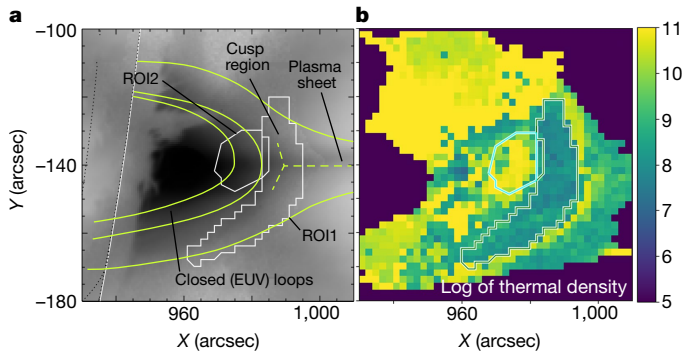 a
b
−100
−140
−180
Y (arcsec)
ROI2
Cusp
region
Plasma
sheet
ROI1
Closed (EUV) loops
960
1,000
X (arcsec)
Log of thermal density
960
1,000
X (arcsec)
11
10
9
8
7
6
5